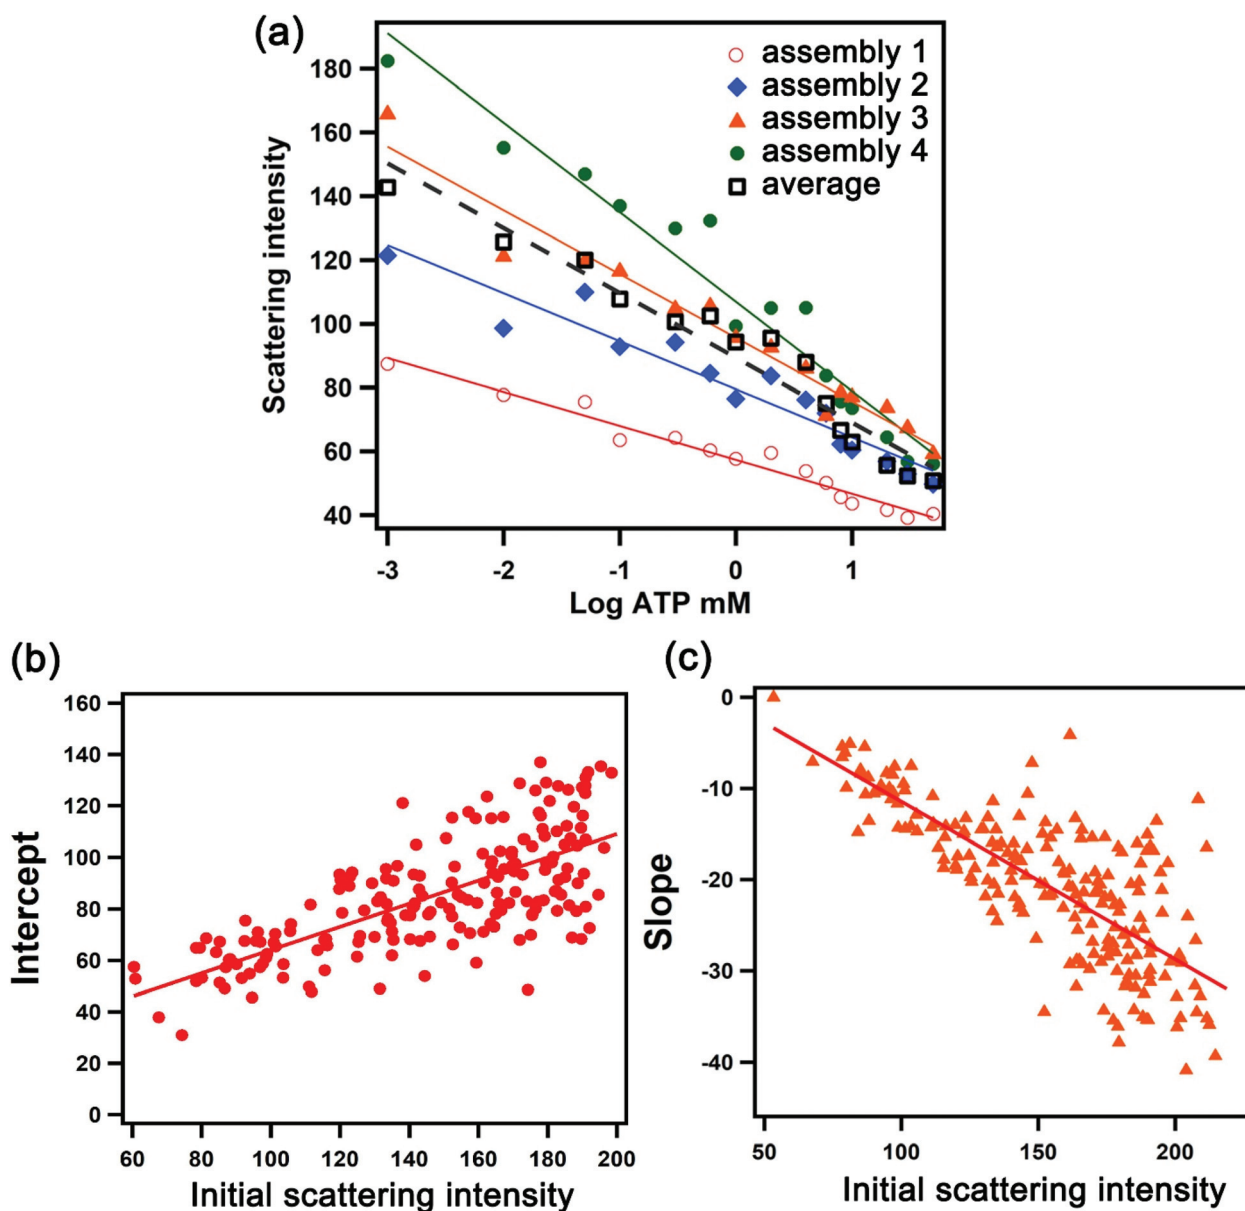 (a)
assembly 1
assembly 2
assembly 3
assembly 4
average
Scattering intensity
180
160
140
120
100
80
60
40
-3 -2 -1 0 1
Log ATP mM
(b)
Intercept
160
140
120
100
80
60
40
20
0
60 80 100 120 140 160 180 200
Initial scattering intensity
(c)
Slope
0
-10
-20
-30
-40
50 100 150 200
Initial scattering intensity